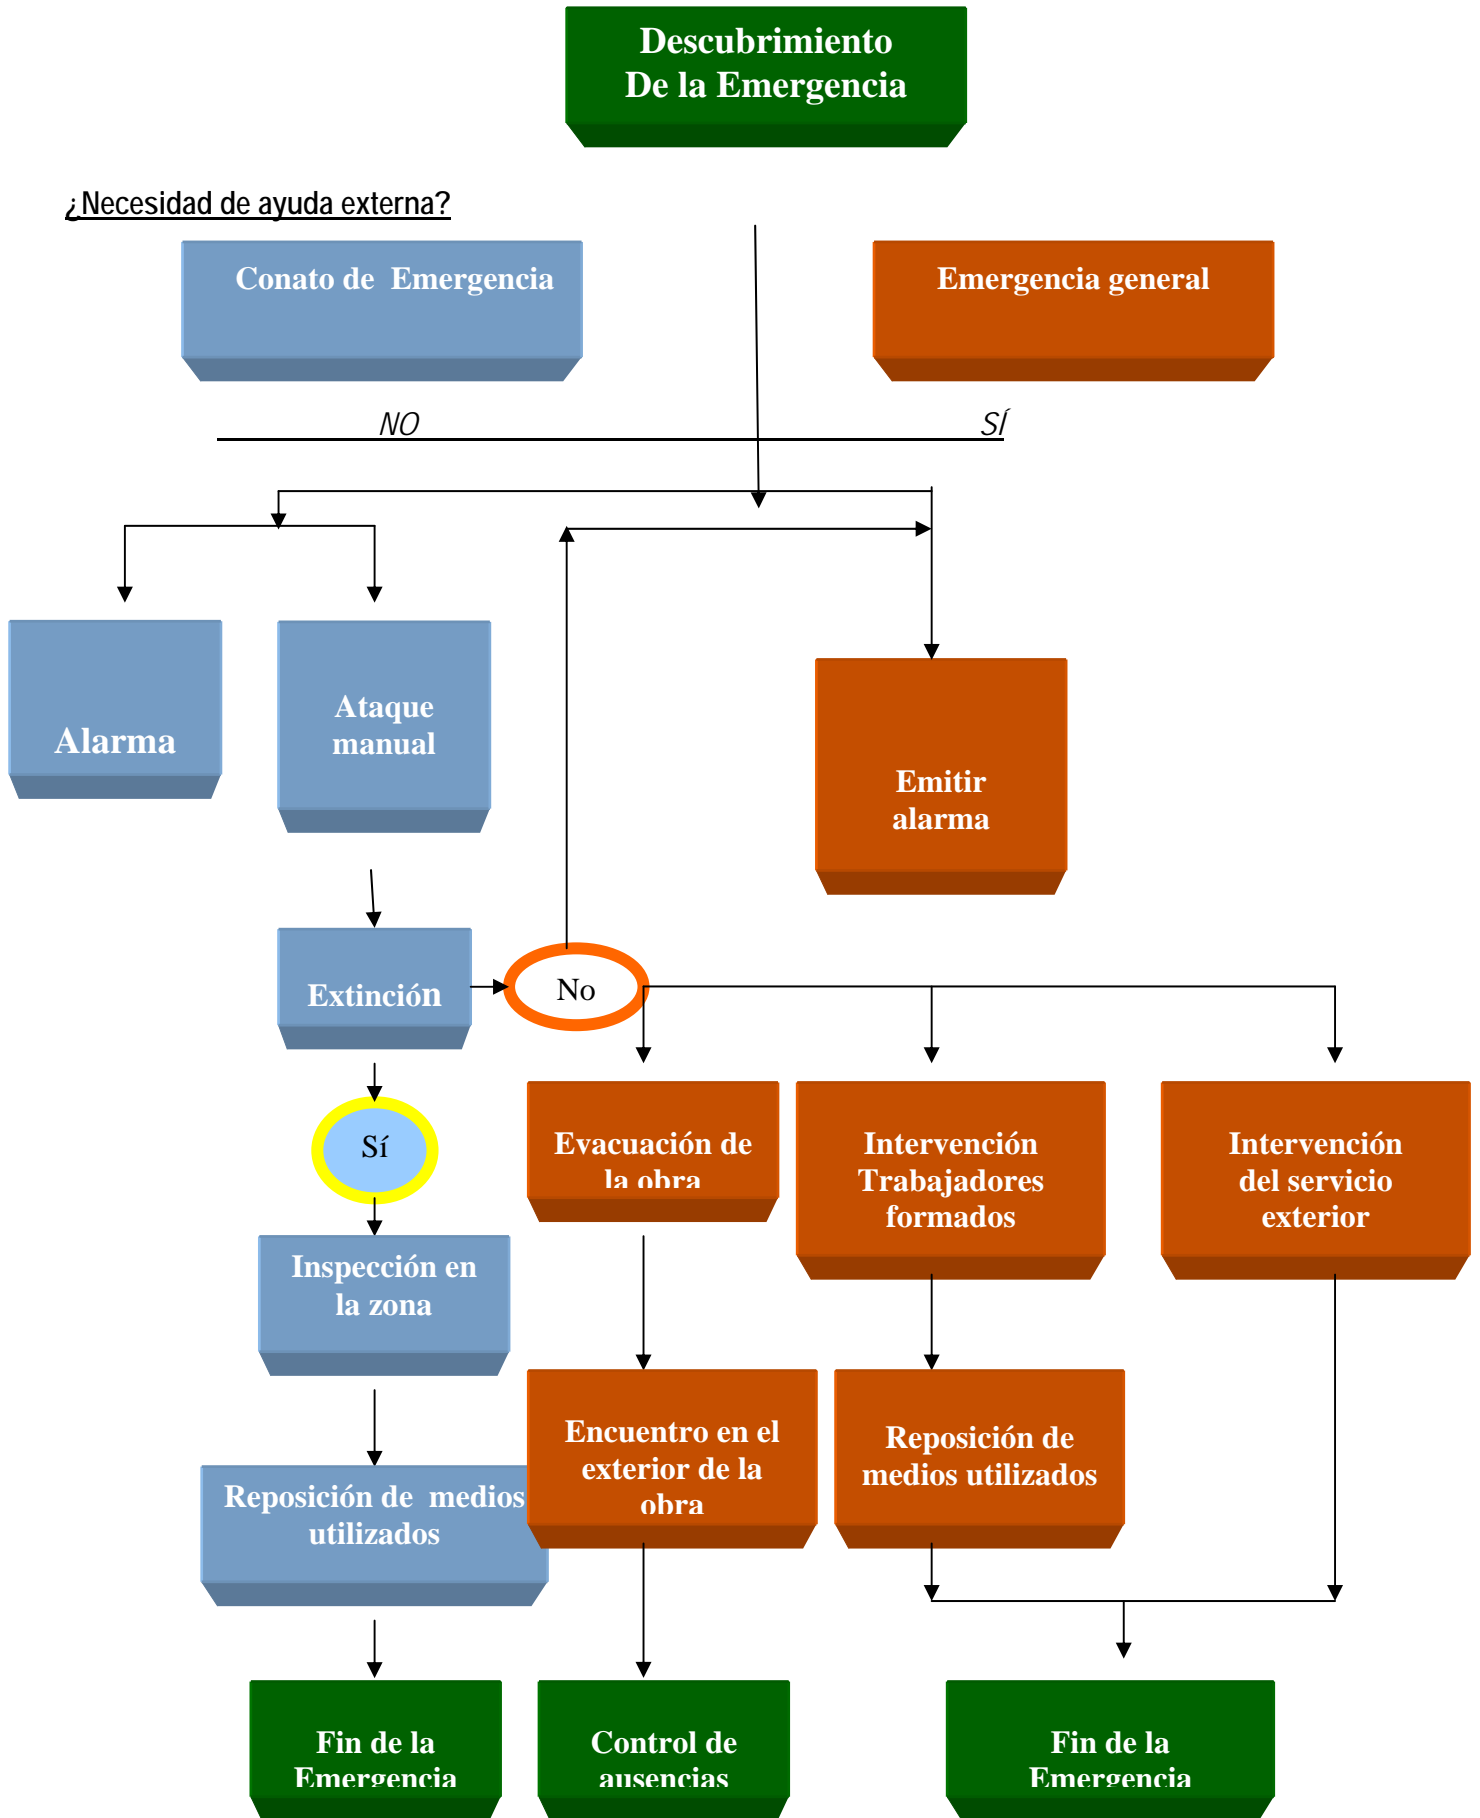 Descubrimiento
De la Emergencia
¿Necesidad de ayuda externa?
Conato de Emergencia
Emergencia general
NO
SÍ
Alarma
Ataque
manual
Emitir
alarma
Extinción
No
Sí
Evacuación de
la obra
Intervención
Trabajadores
formados
Intervención
del servicio
exterior
Inspección en
la zona
Encuentro en el
exterior de la
obra
Reposición de
medios utilizados
Reposición de medios
utilizados
Fin de la
Emergencia
Control de
ausencias
Fin de la
Emergencia